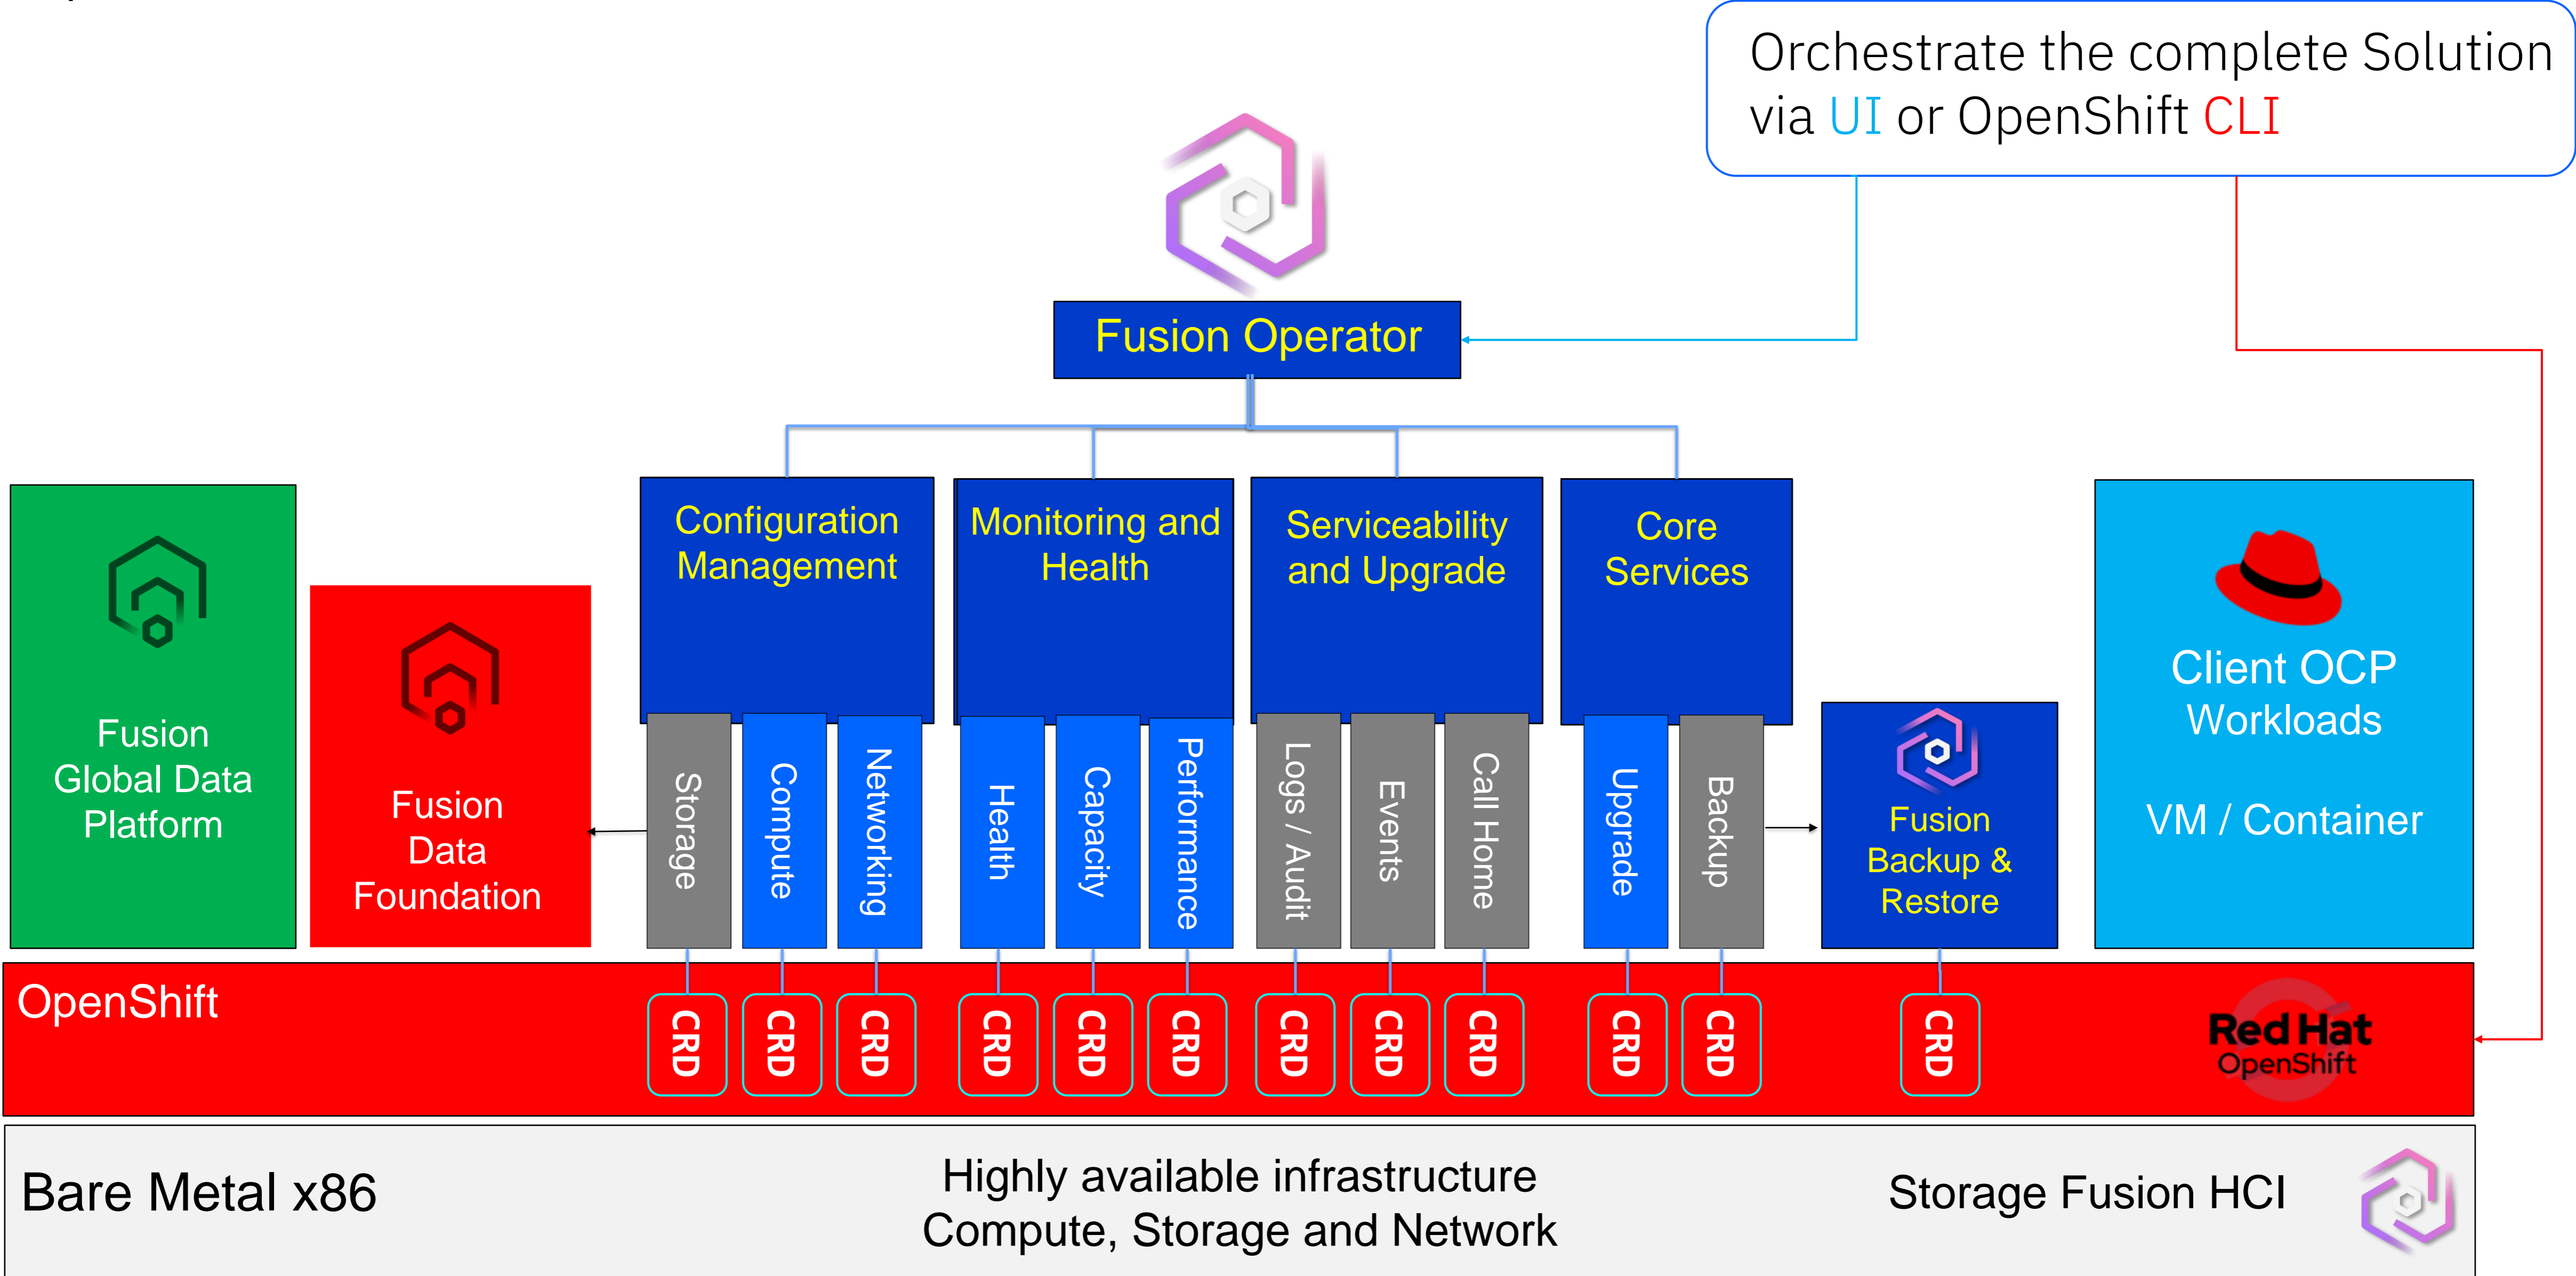 Orchestrate the complete Solution
via UI or OpenShift CLI
Fusion Operator
Configuration
Management
Monitoring and
Health
Serviceability
and Upgrade
Core
Services
Fusion
Global Data
Platform
Fusion
Data
Foundation
Storage
Compute
Networking
Health
Capacity
Performance
Logs / Audit
Events
Call Home
Upgrade
Backup
Fusion
Backup &
Restore
Client OCP
Workloads
VM / Container
OpenShift
CRD
CRD
CRD
CRD
CRD
CRD
CRD
CRD
CRD
CRD
CRD
CRD
Red Hat
OpenShift
Bare Metal x86
Highly available infrastructure
Compute, Storage and Network
Storage Fusion HCI